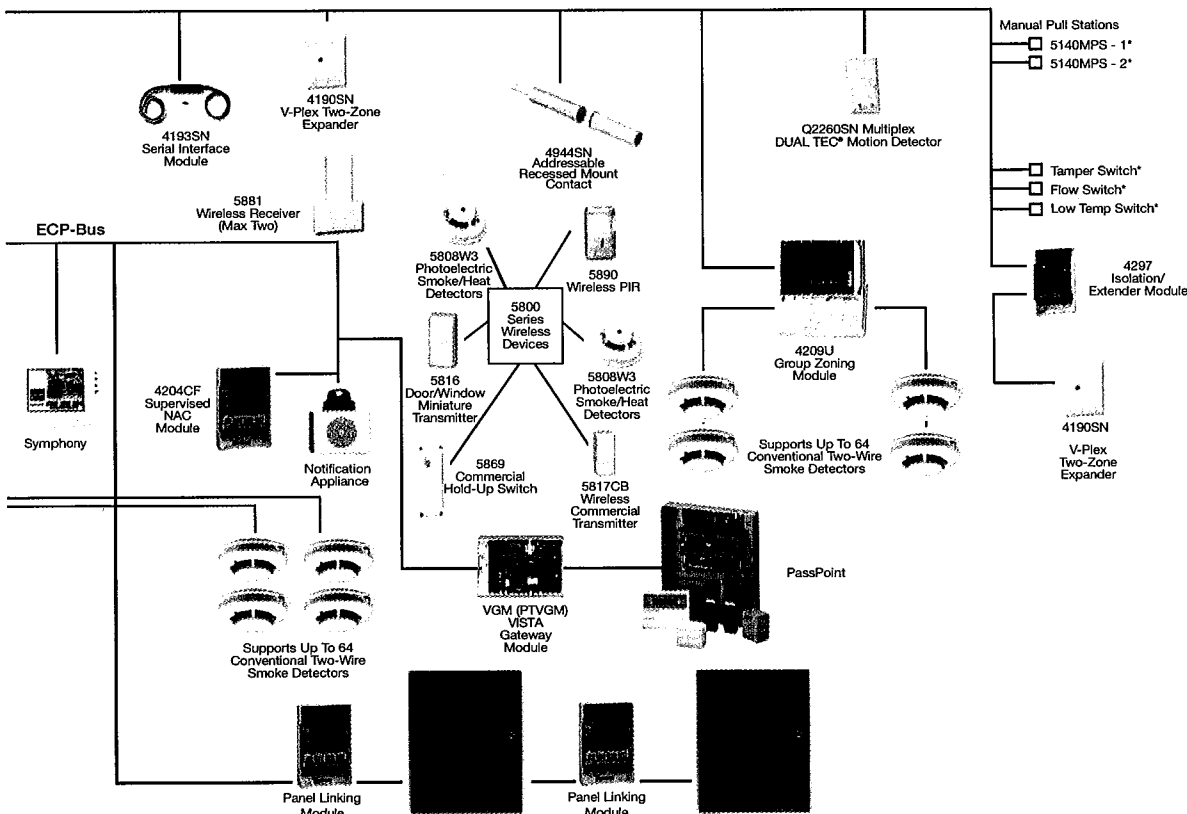 Manual Pull Stations
5140MPS - 1*
5140MPS - 2*
4190SN
V-Plex Two-Zone
Expander
4193SN
Serial Interface
Module
4944SN
Addressable
Recessed Mount
Contact
Q2260SN Multiplex
DUAL TEC® Motion Detector
Tamper Switch*
Flow Switch*
Low Temp Switch*
5881
Wireless Receiver
(Max Two)
ECP-Bus
5808W3
Photoelectric
Smoke/Heat
Detectors
5890
Wireless PIR
4297
Isolation/
Extender Module
5800
Series
Wireless
Devices
4209U
Group Zoning
Module
5816
Door/Window
Miniature
Transmitter
5808W3
Photoelectric
Smoke/Heat
Detectors
4204CF
Supervised
NAC
Module
Symphony
Notification
Appliance
5869
Commercial
Hold-Up Switch
5817CB
Wireless
Commercial
Transmitter
Supports Up To 64
Conventional Two-Wire
Smoke Detectors
4190SN
V-Plex
Two-Zone
Expander
PassPoint
VGM (PTVGM)
VISTA
Gateway
Module
Supports Up To 64
Conventional Two-Wire
Smoke Detectors
Panel Linking
Module
Panel Linking
Module